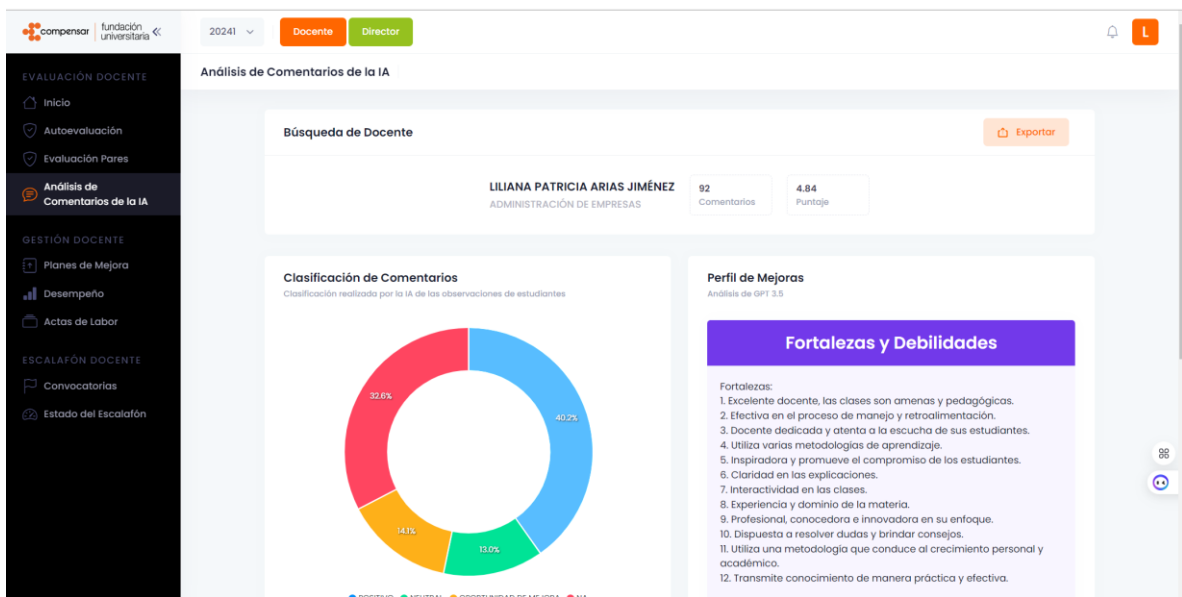 compensar
fundación
universitaria
20241
Docente
Director
L
Análisis de Comentarios de la IA
EVALUACIÓN DOCENTE
Inicio
Autoevaluación
Evaluación Pares
Análisis de
Comentarios de la IA
GESTIÓN DOCENTE
Planes de Mejora
Desempeño
Actas de Labor
ESCALAFÓN DOCENTE
Convocatorias
Estado del Escalafón
Búsqueda de Docente
Exportar
LILIANA PATRICIA ARIAS JIMÉNEZ
ADMINISTRACIÓN DE EMPRESAS
92
Comentarios
4.84
Puntaje
Clasificación de Comentarios
Clasificación realizada por la IA de las observaciones de estudiantes
32.6%
40.2%
14.1%
13.0%
POSITIVO NEUTRAL OPORTUNIDAD DE MEJORA NA
Perfil de Mejoras
Análisis de GPT 3.5
Fortalezas y Debilidades
Fortalezas:
1. Excelente docente, las clases son amenas y pedagógicas.
2. Efectiva en el proceso de manejo y retroalimentación.
3. Docente dedicada y atenta a la escucha de sus estudiantes.
4. Utiliza varias metodologías de aprendizaje.
5. Inspiradora y promueve el compromiso de los estudiantes.
6. Claridad en las explicaciones.
7. Interactividad en las clases.
8. Experiencia y dominio de la materia.
9. Profesional, conocedora e innovadora en su enfoque.
10. Dispuesta a resolver dudas y brindar consejos.
11. Utiliza una metodología que conduce al crecimiento personal y
académico.
12. Transmite conocimiento de manera práctica y efectiva.